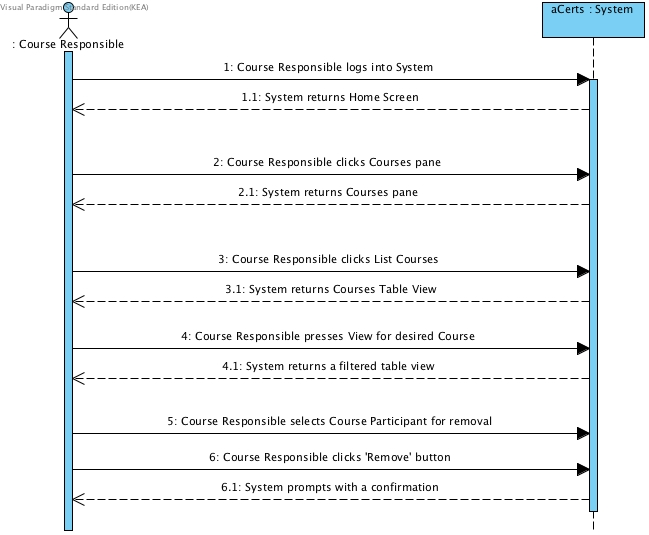 Visual Paradigm Standard Edition(KEA)
aCerts : System
: Course Responsible
1: Course Responsible logs into System
1.1: System returns Home Screen
2: Course Responsible clicks Courses pane
2.1: System returns Courses pane
3: Course Responsible clicks List Courses
3.1: System returns Courses Table View
4: Course Responsible presses View for desired Course
4.1: System returns a filtered table view
5: Course Responsible selects Course Participant for removal
6: Course Responsible clicks 'Remove' button
6.1: System prompts with a confirmation